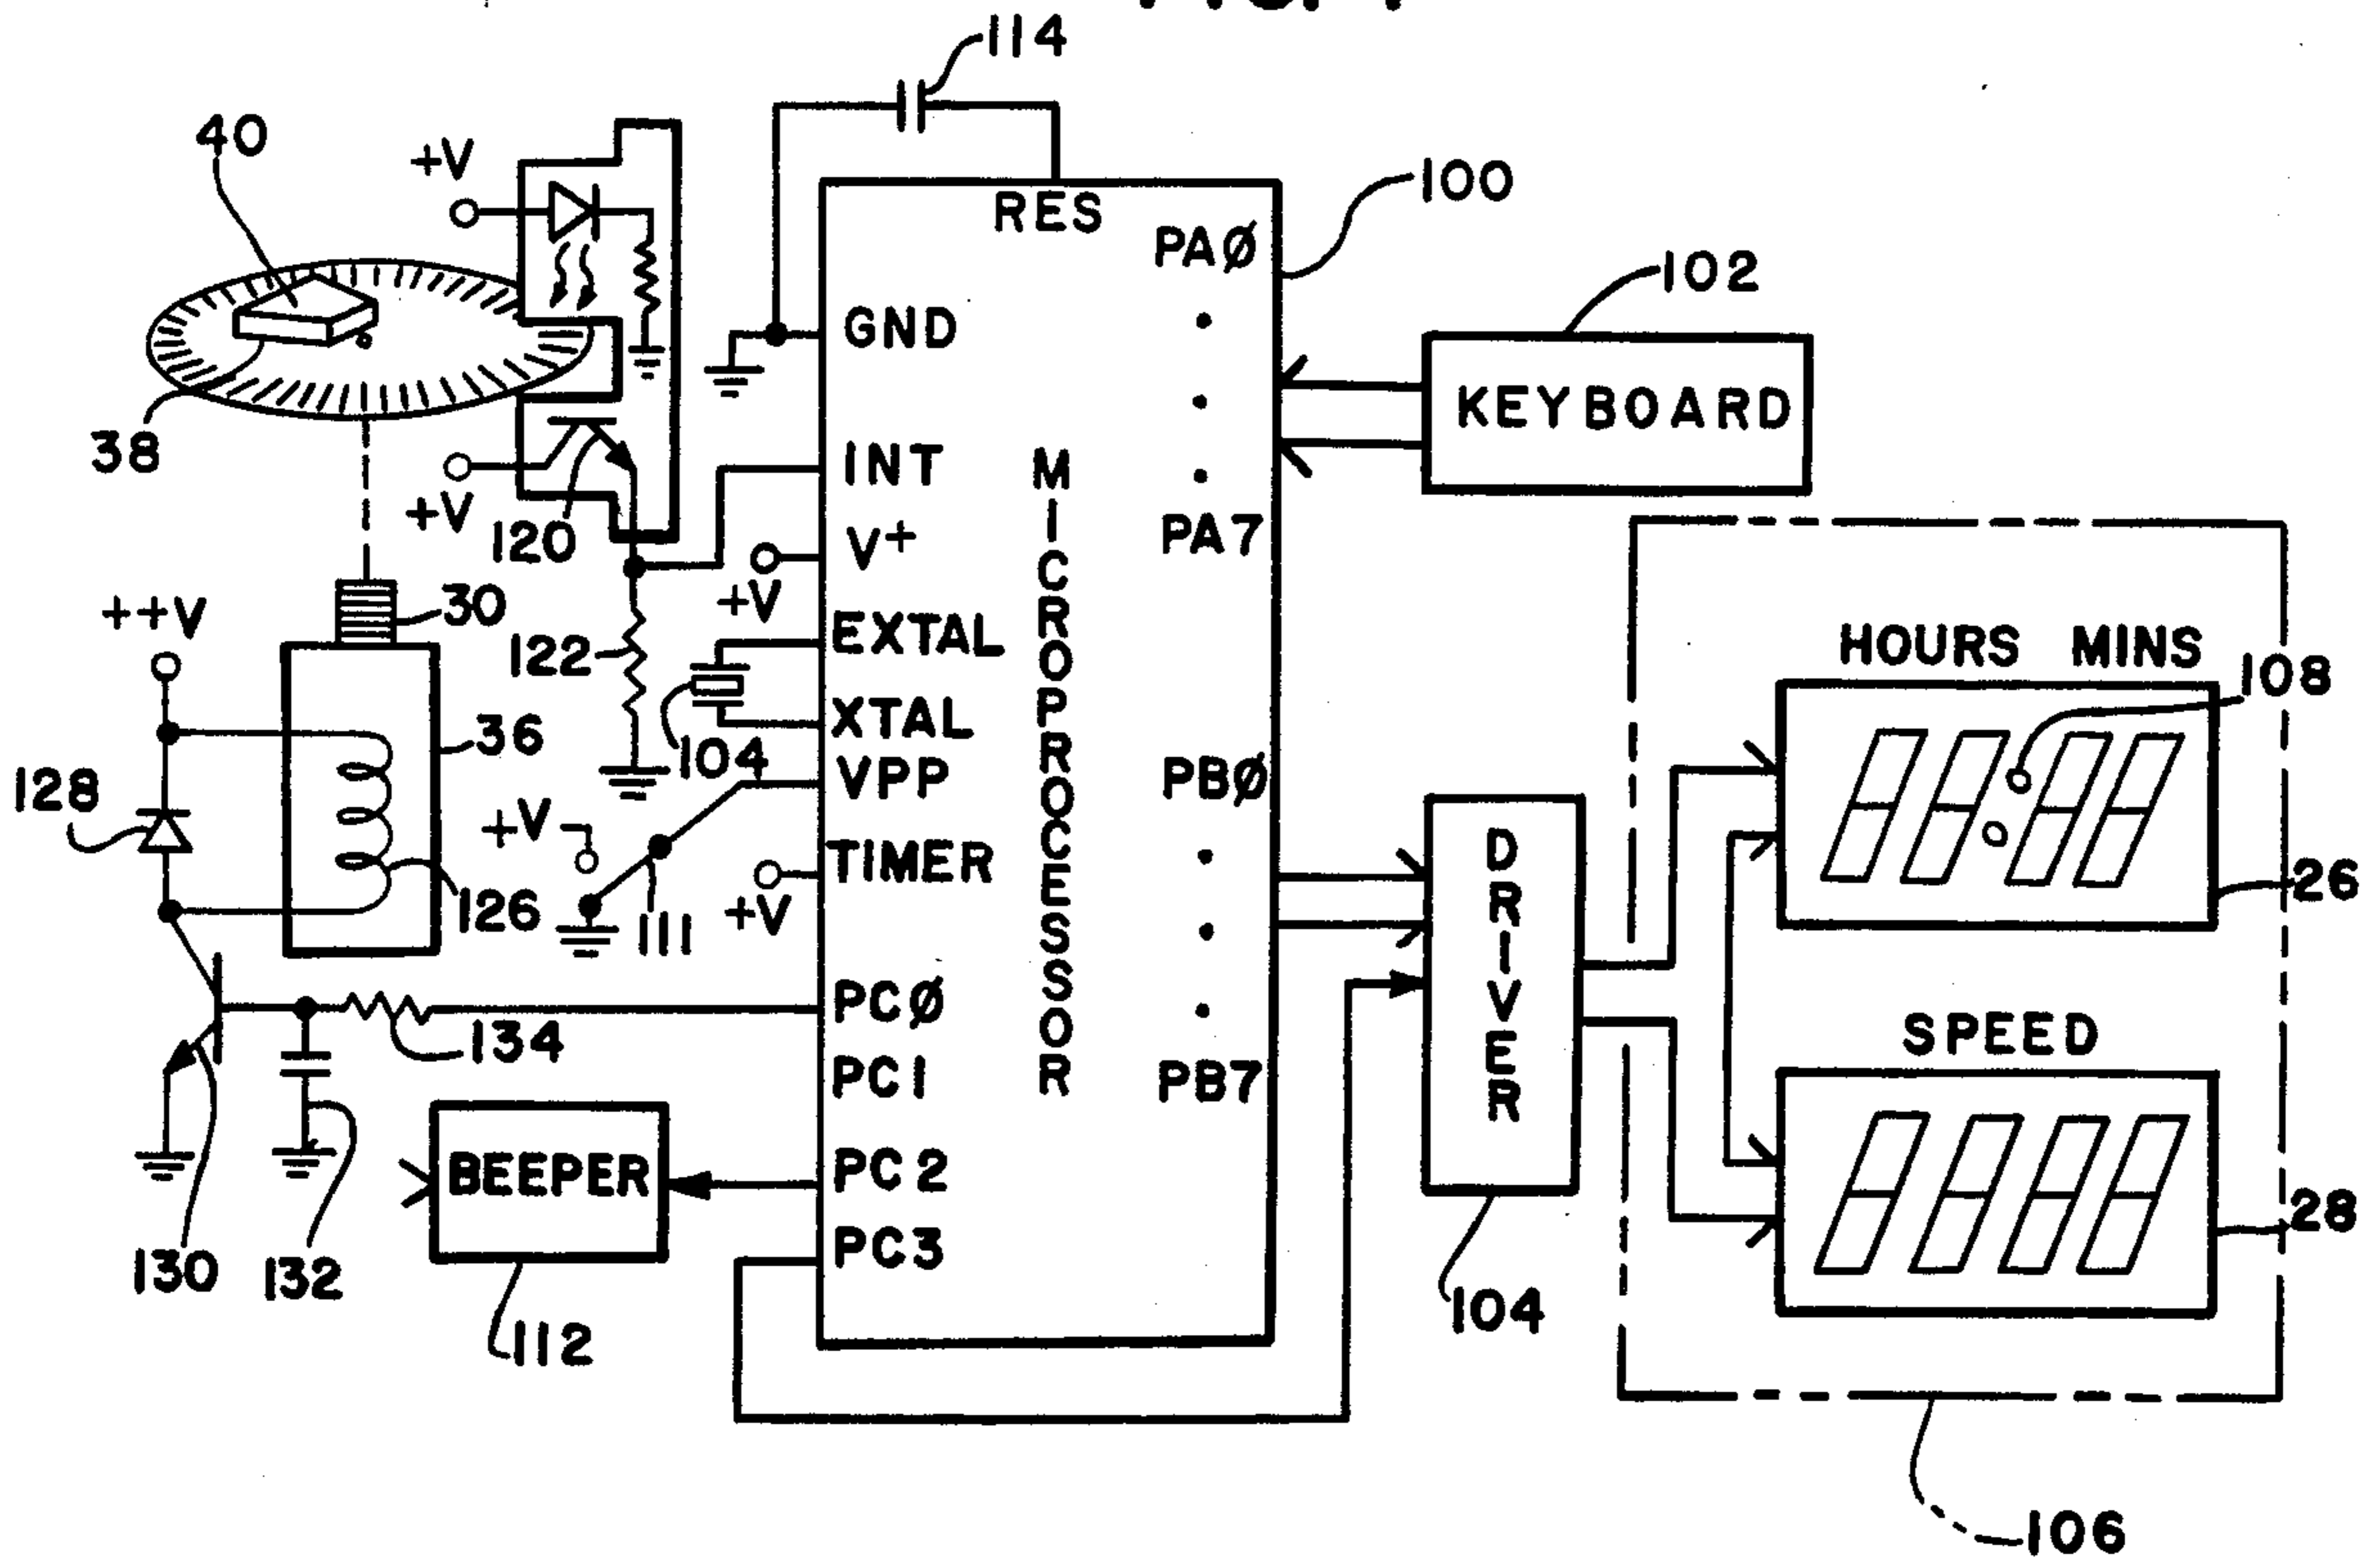 114
40
+V
100
RES
PAØ
102
GND
KEYBOARD
38
INT
+V
120
MICROPROCESSOR
PA7
V+
+V
30
++V
122
EXTAL
HOURS MINS
108
36
XTAL
104
VPP
PBØ
128
+V
TIMER
DRIVER
126
111
+V
26
PCØ
134
SPEED
PC1
PB7
BEEPER
PC2
28
PC3
130
132
104
112
106